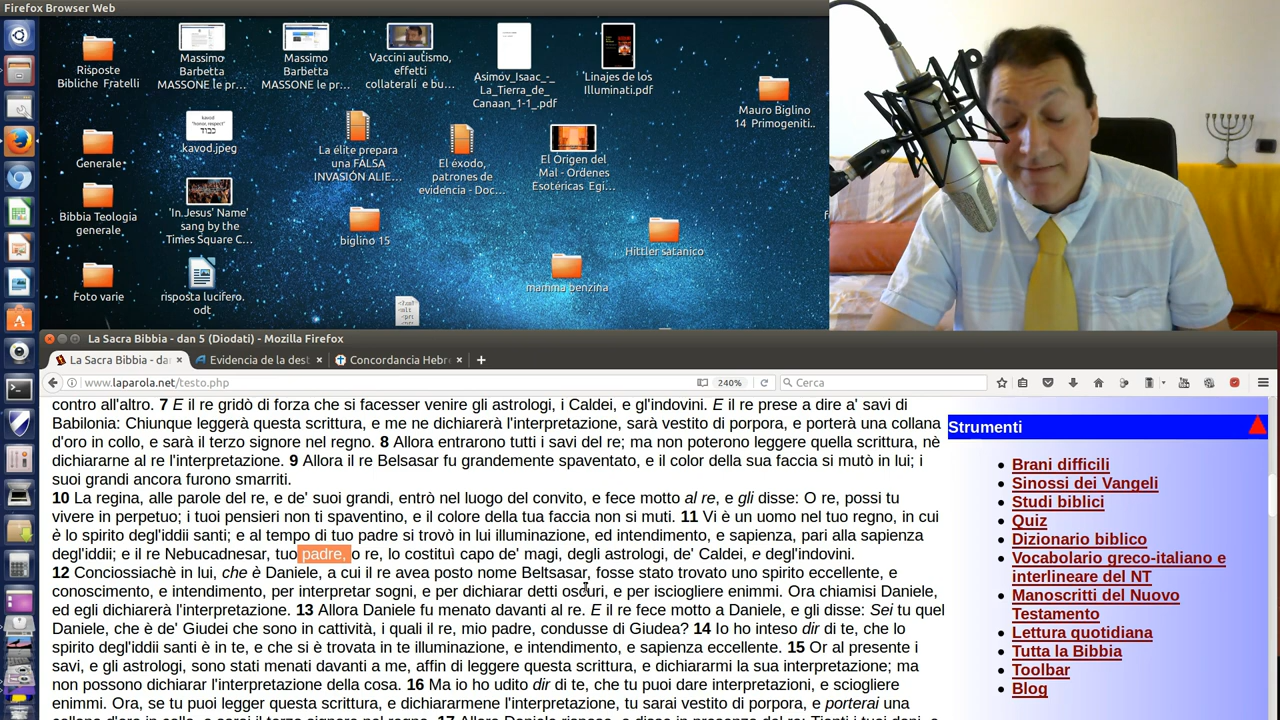 Firefox Browser Web
Risposte
Bibliche Fratelli
Massimo
Barbetta
MASSONE le pr...
Massimo
Barbetta
MASSONE le pr...
Vaccini autismo,
effetti
collaterali e bu...
Asimov_Isaac_-_
La_Tierra_de_
Canaan_1-1_.pdf
Linajes de los
Illuminati.pdf
Mauro Biglino
14 Primogeniti..
Generale
kavod
"honor, respect"
כבוד
kavod.jpeg
La élite prepara
una FALSA
INVASIÓN ALIE...
El éxodo,
patrones de
evidencia - Doc...
El Origen del
Mal - Ordenes
Esotéricas Egi...
Bibbia Teologia
generale
'In Jesus' Name'
sang by the
Times Square C...
biglino 15
Hittler satanico
Foto varie
risposta lucifero.
odt
mamma benzina
La Sacra Bibbia - dan 5 (Diodati) - Mozilla Firefox
La Sacra Bibbia - da
Evidencia de la dest
Concordancia Hebr
www.laparola.net/testo.php
240%
Cerca
contro all'altro. 7 E il re gridò di forza che si facesser venire gli astrologi, i Caldei, e gl'indovini. E il re prese a dire a' savi di
Babilonia: Chiunque leggerà questa scrittura, e me ne dichiarerà l'interpretazione, sarà vestito di porpora, e porterà una collana
d'oro in collo, e sarà il terzo signore nel regno. 8 Allora entrarono tutti i savi del re; ma non poterono leggere quella scrittura, nè
dichiararne al re l'interpretazione. 9 Allora il re Belsasar fu grandemente spaventato, e il color della sua faccia si mutò in lui; i
suoi grandi ancora furono smarriti.
10 La regina, alle parole del re, e de' suoi grandi, entrò nel luogo del convito, e fece motto al re, e gli disse: O re, possi tu
vivere in perpetuo; i tuoi pensieri non ti spaventino, e il colore della tua faccia non si muti. 11 Vi è un uomo nel tuo regno, in cui
è lo spirito degl'iddii santi; e al tempo di tuo padre si trovò in lui illuminazione, ed intendimento, e sapienza, pari alla sapienza
degl'iddii; e il re Nebucadnesar, tuo padre, o re, lo costituì capo de' magi, degli astrologi, de' Caldei, e degl'indovini.
12 Conciossiachè in lui, che è Daniele, a cui il re avea posto nome Beltsasar, fosse stato trovato uno spirito eccellente, e
conoscimento, e intendimento, per interpretar sogni, e per dichiarar detti oscuri, e per isciogliere enimmi. Ora chiamisi Daniele,
ed egli dichiarerà l'interpretazione. 13 Allora Daniele fu menato davanti al re. E il re fece motto a Daniele, e gli disse: Sei tu quel
Daniele, che è de' Giudei che sono in cattività, i quali il re, mio padre, condusse di Giudea? 14 Io ho inteso dir di te, che lo
spirito degl'iddii santi è in te, e che si è trovata in te illuminazione, e intendimento, e sapienza eccellente. 15 Or al presente i
savi, e gli astrologi, sono stati menati davanti a me, affin di leggere questa scrittura, e dichiararmi la sua interpretazione; ma
non possono dichiarar l'interpretazione della cosa. 16 Ma io ho udito dir di te, che tu puoi dare interpretazioni, e sciogliere
enimmi. Ora, se tu puoi legger questa scrittura, e dichiararmene l'interpretazione, tu sarai vestito di porpora, e porterai una
Strumenti
Brani difficili
Sinossi dei Vangeli
Studi biblici
Quiz
Dizionario biblico
Vocabolario greco-italiano e
interlineare del NT
Manoscritti del Nuovo
Testamento
Lettura quotidiana
Tutta la Bibbia
Toolbar
Blog